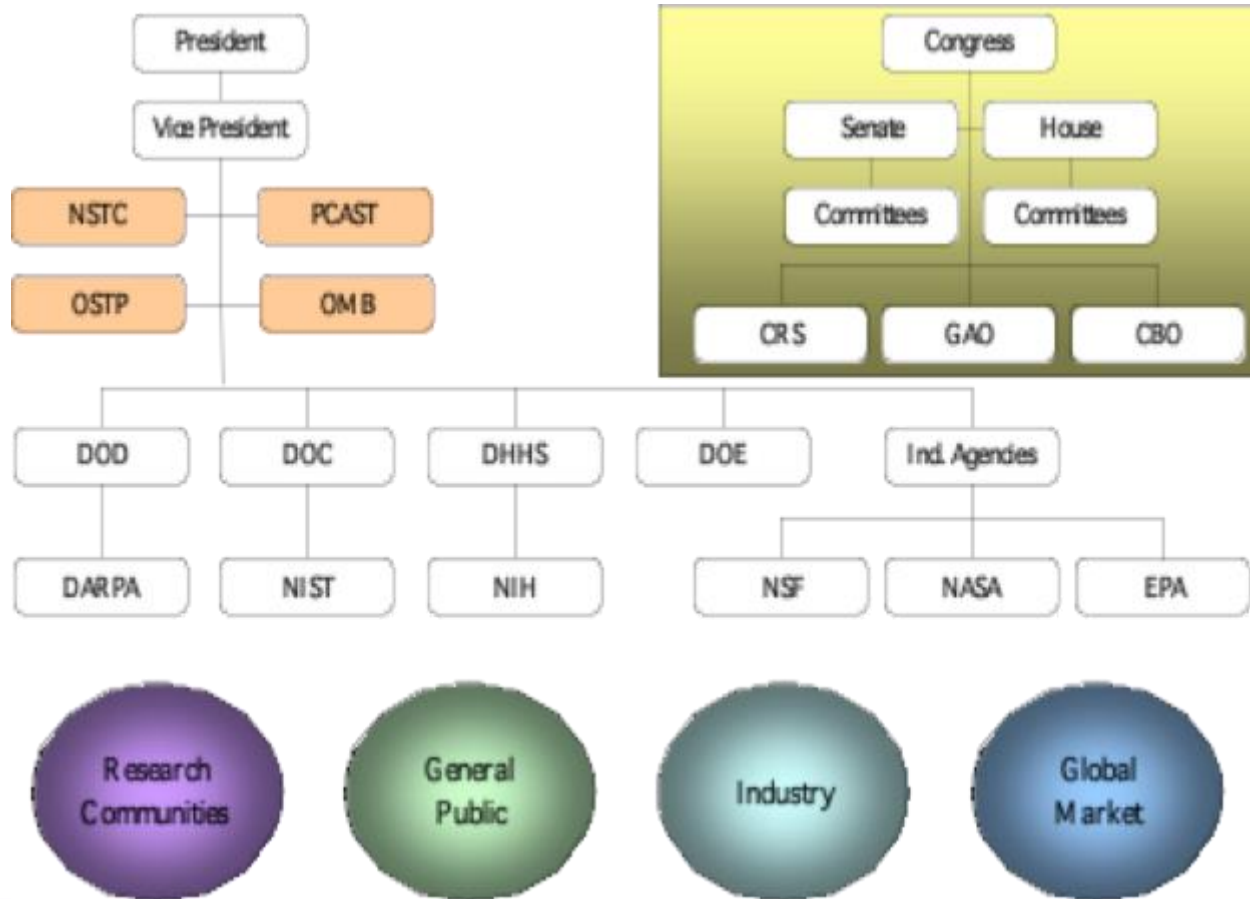 President
Congress
Vice President
Senate
House
NSTC
PCAST
Committees
Committees
OSTP
OMB
CRS
GAO
CBO
DOD
DOC
DHHS
DOE
Ind. Agencies
DARPA
NIST
NIH
NSF
NASA
EPA
Research
Communities
General
Public
Industry
Global
Market